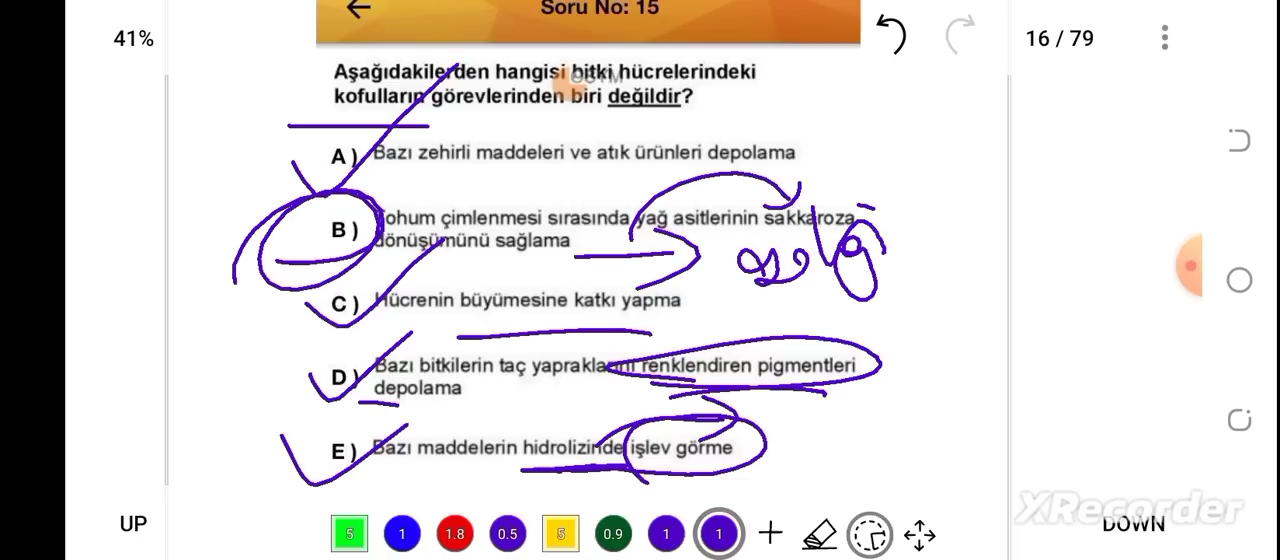 Soru No: 15
41%
16 / 79
Aşağıdakilerden hangisi bitki hücrelerindeki
kofulların görevlerinden biri değildir?
A) Bazı zehirli maddeleri ve atık ürünleri depolama
B) Tohum çimlenmesi sırasında yağ asitlerinin sakkaroza
dönüşümünü sağlama
C) Hücrenin büyümesine katkı yapma
D) Bazı bitkilerin taç yapraklarını renklendiren pigmentleri
depolama
E) Bazı maddelerin hidrolizinde işlev görme
5 1 1.8 0.5 5 0.9 1 1
UP
DOWN
XRecorder